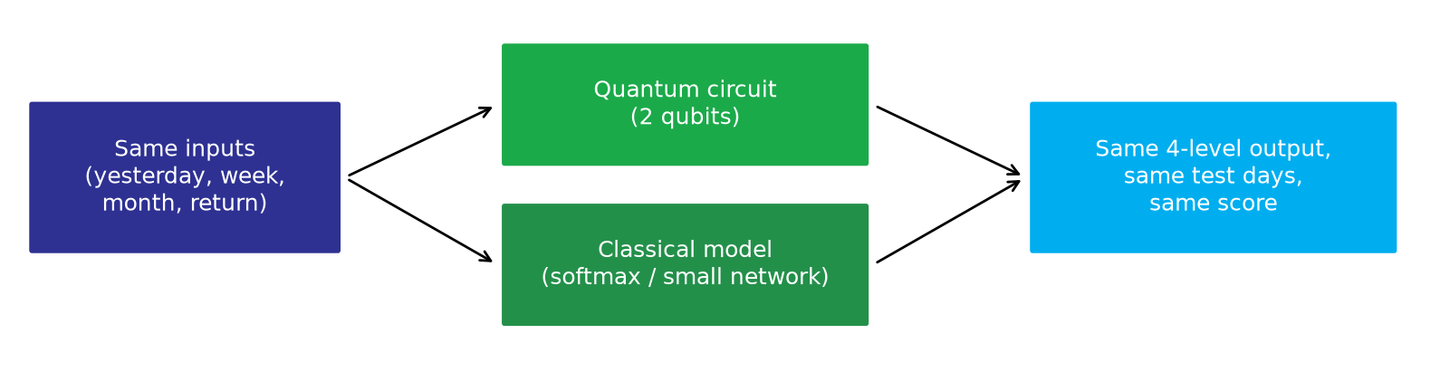 Same inputs
(yesterday, week,
month, return)
Quantum circuit
(2 qubits)
Classical model
(softmax / small network)
Same 4-level output,
same test days,
same score